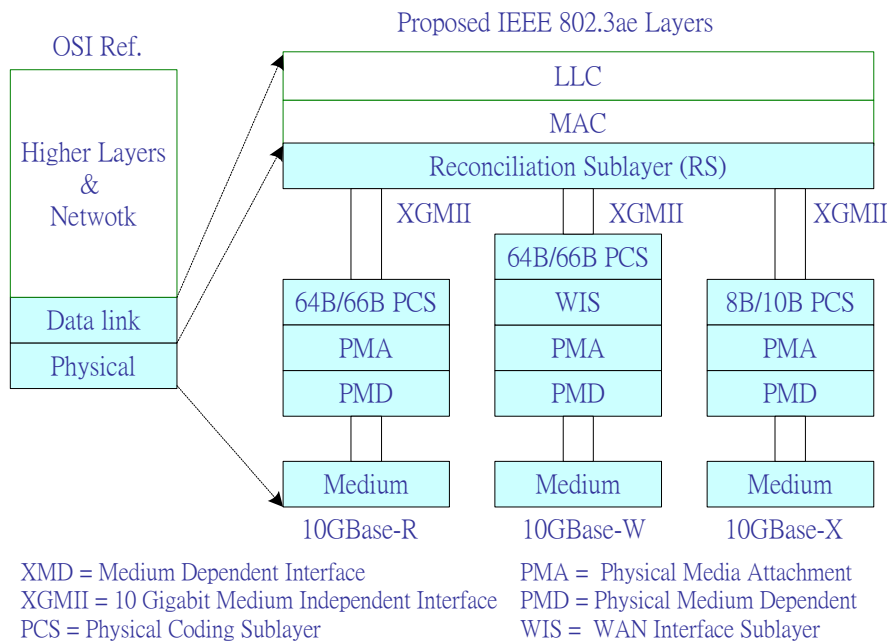 Proposed IEEE 802.3ae Layers
OSI Ref.
LLC
MAC
Higher Layers
&
Netwotk
Reconciliation Sublayer (RS)
XGMII
XGMII
XGMII
64B/66B PCS
64B/66B PCS
WIS
8B/10B PCS
Data link
PMA
PMA
PMA
Physical
PMD
PMD
PMD
Medium
Medium
Medium
10GBase-R
10GBase-W
10GBase-X
XMD = Medium Dependent Interface
XGMII = 10 Gigabit Medium Independent Interface
PCS = Physical Coding Sublayer
PMA = Physical Media Attachment
PMD = Physical Medium Dependent
WIS = WAN Interface Sublayer